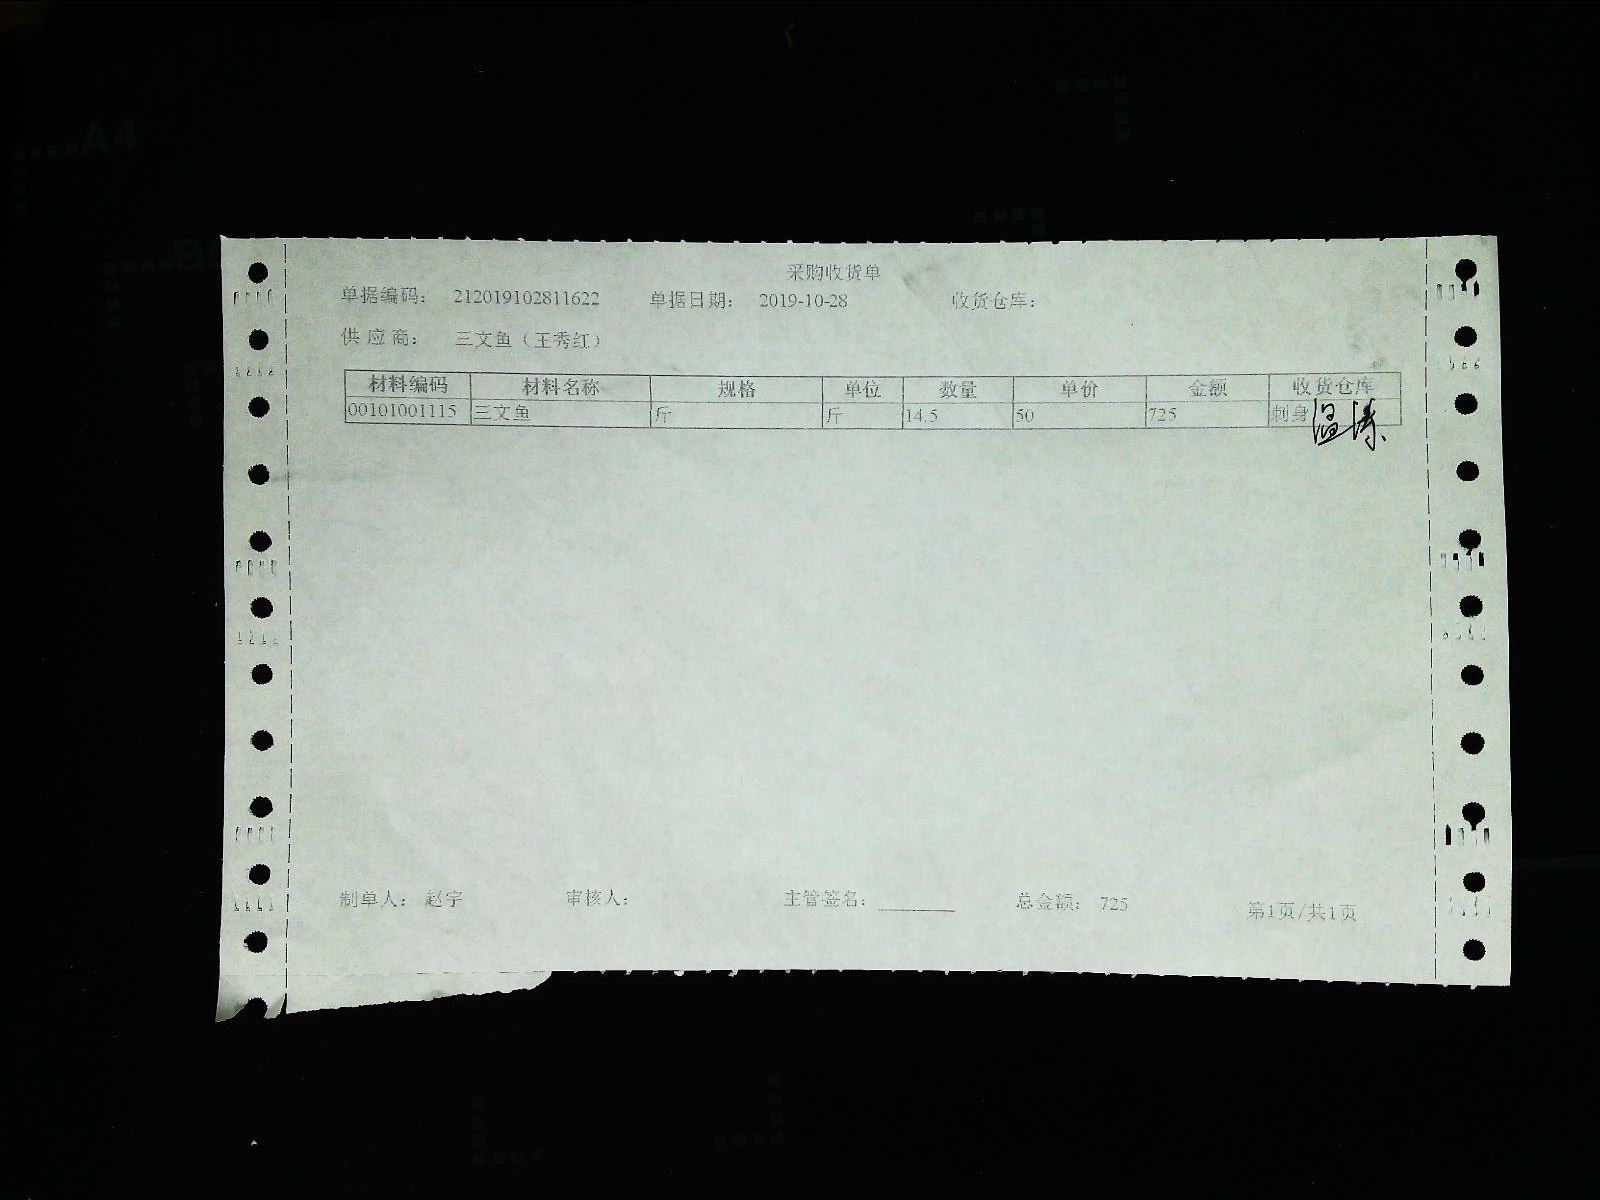 采购收货单
单据编码： 212019102811622 单据日期： 2019-10-28 收货仓库：
供应商： 三文鱼（王秀红）
材料编码 材料名称 规格 单位 数量 单价 金额 收货仓库
00101001115 三文鱼 斤 斤 14.5 50 725 刺身
制单人： 赵宇 审核人： 主管签名： 总金额： 725 第1页/共1页